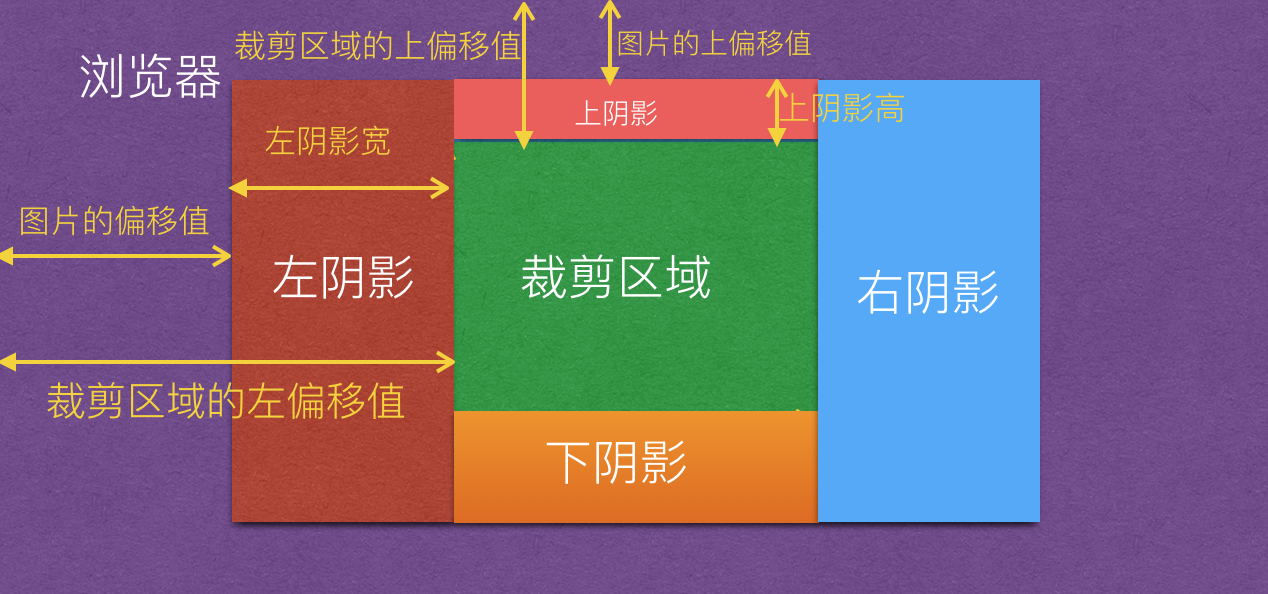 裁剪区域的上偏移值
图片的上偏移值
浏览器
上阴影
上阴影高
左阴影宽
图片的偏移值
左阴影
裁剪区域
右阴影
裁剪区域的左偏移值
下阴影